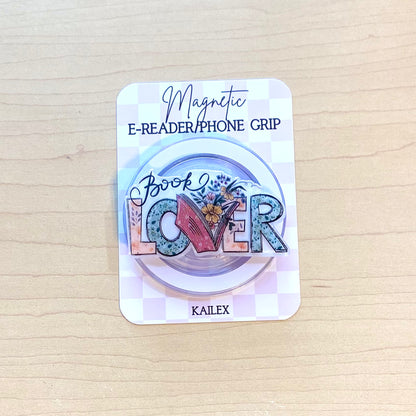 Magnetic
E-READER/PHONE GRIP
Book
LOVER
KAILEX